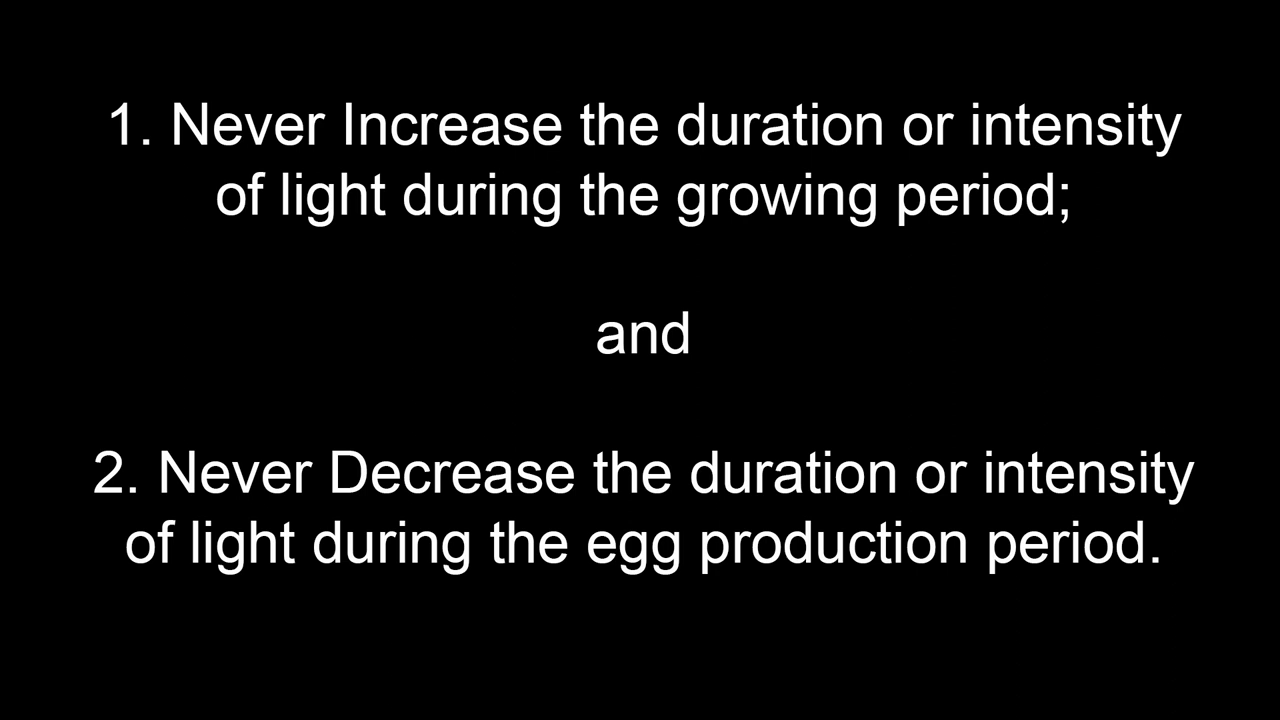 1. Never Increase the duration or intensity
of light during the growing period;
and
2. Never Decrease the duration or intensity
of light during the egg production period.